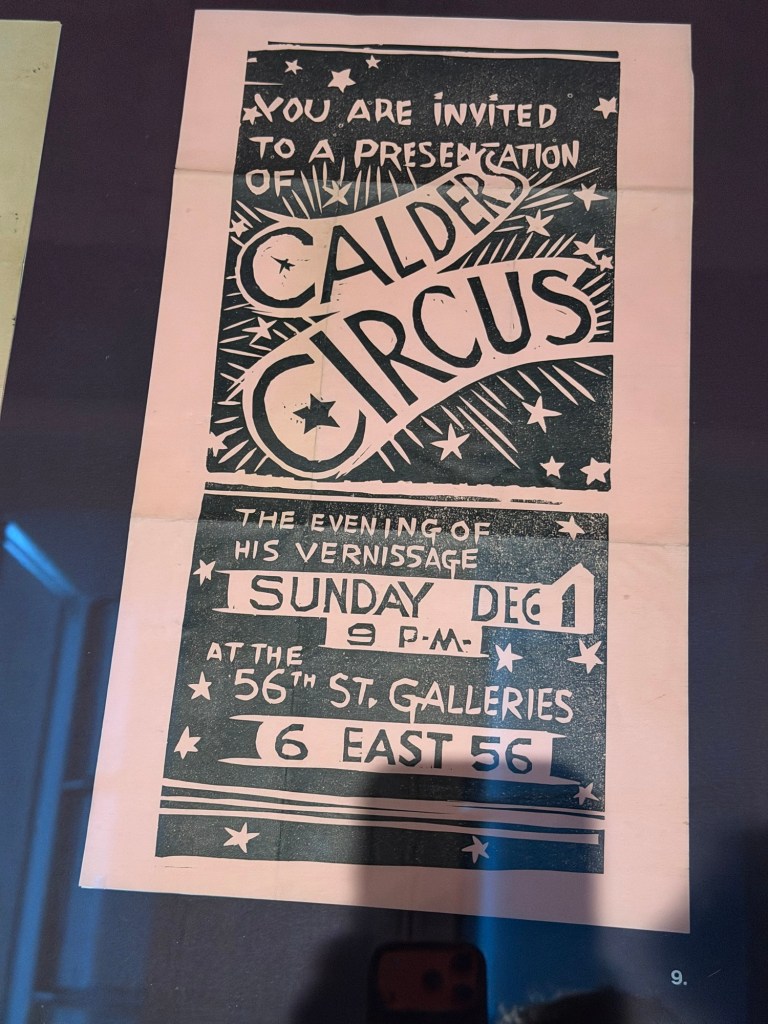 YOU ARE INVITED
TO A PRESENTATION
OF
CALDER'S
CIRCUS
THE EVENING OF
HIS VERNISSAGE
SUNDAY DEC. 1
9 P.M.
AT THE
56TH ST. GALLERIES
6 EAST 56
9.